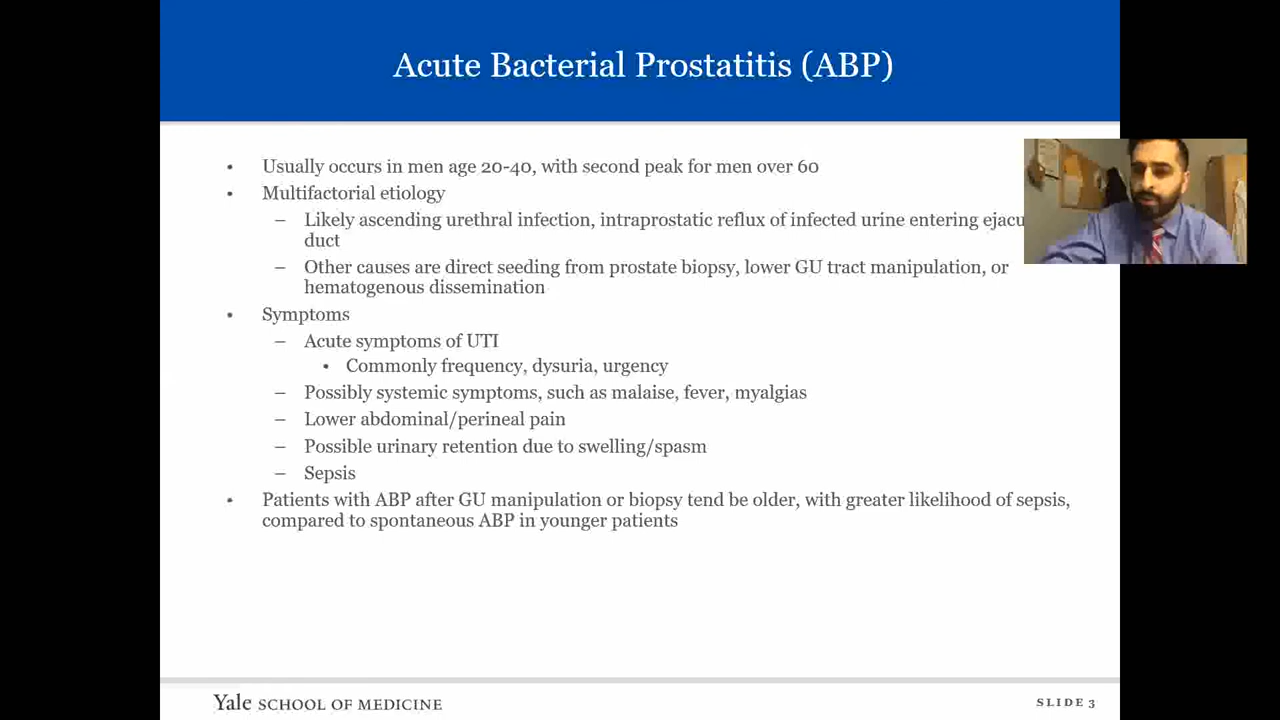 Acute Bacterial Prostatitis (ABP)
• Usually occurs in men age 20-40, with second peak for men over 60
• Multifactorial etiology
– Likely ascending urethral infection, intraprostatic reflux of infected urine entering
duct
– Other causes are direct seeding from prostate biopsy, lower GU tract manipulation, or
hematogenous dissemination
• Symptoms
– Acute symptoms of UTI
• Commonly frequency, dysuria, urgency
– Possibly systemic symptoms, such as malaise, fever, myalgias
– Lower abdominal/perineal pain
– Possible urinary retention due to swelling/spasm
– Sepsis
• Patients with ABP after GU manipulation or biopsy tend be older, with greater likelihood of sepsis,
compared to spontaneous ABP in younger patients
Yale SCHOOL OF MEDICINE
SLIDE 3